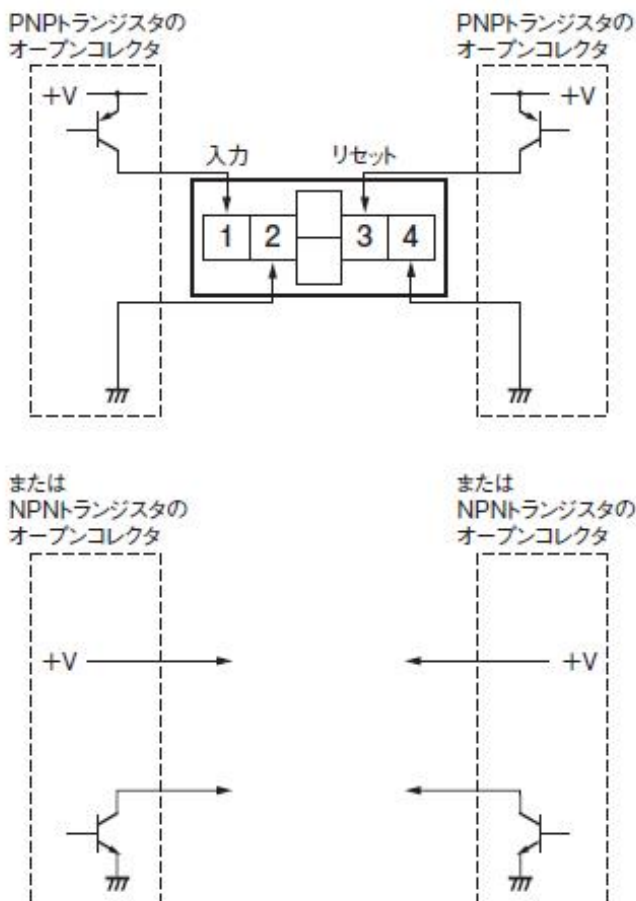 PNPトランジスタの
オープンコレクタ
PNPトランジスタの
オープンコレクタ
+V
+V
入力
リセット
1 2 3 4
または
NPNトランジスタの
オープンコレクタ
または
NPNトランジスタの
オープンコレクタ
+V
+V